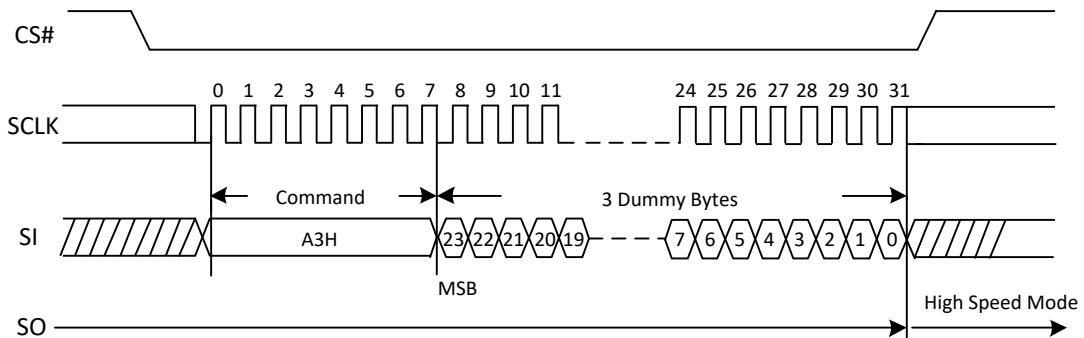 CS#
0 1 2 3 4 5 6 7 8 9 10 11 24 25 26 27 28 29 30 31
SCLK
Command 3 Dummy Bytes
SI A3H 23 22 21 20 19 7 6 5 4 3 2 1 0
MSB
High Speed Mode
SO